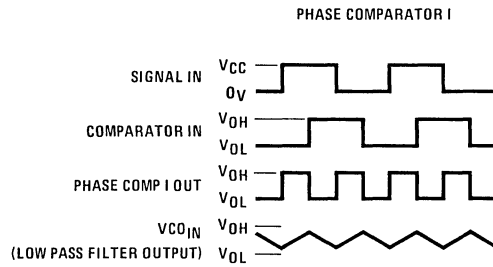 PHASE COMPARATOR I
SIGNAL IN
VCC
0V
COMPARATOR IN
VOH
VOL
PHASE COMP I OUT
VOH
VOL
VCOIN
(LOW PASS FILTER OUTPUT)
VOH
VOL